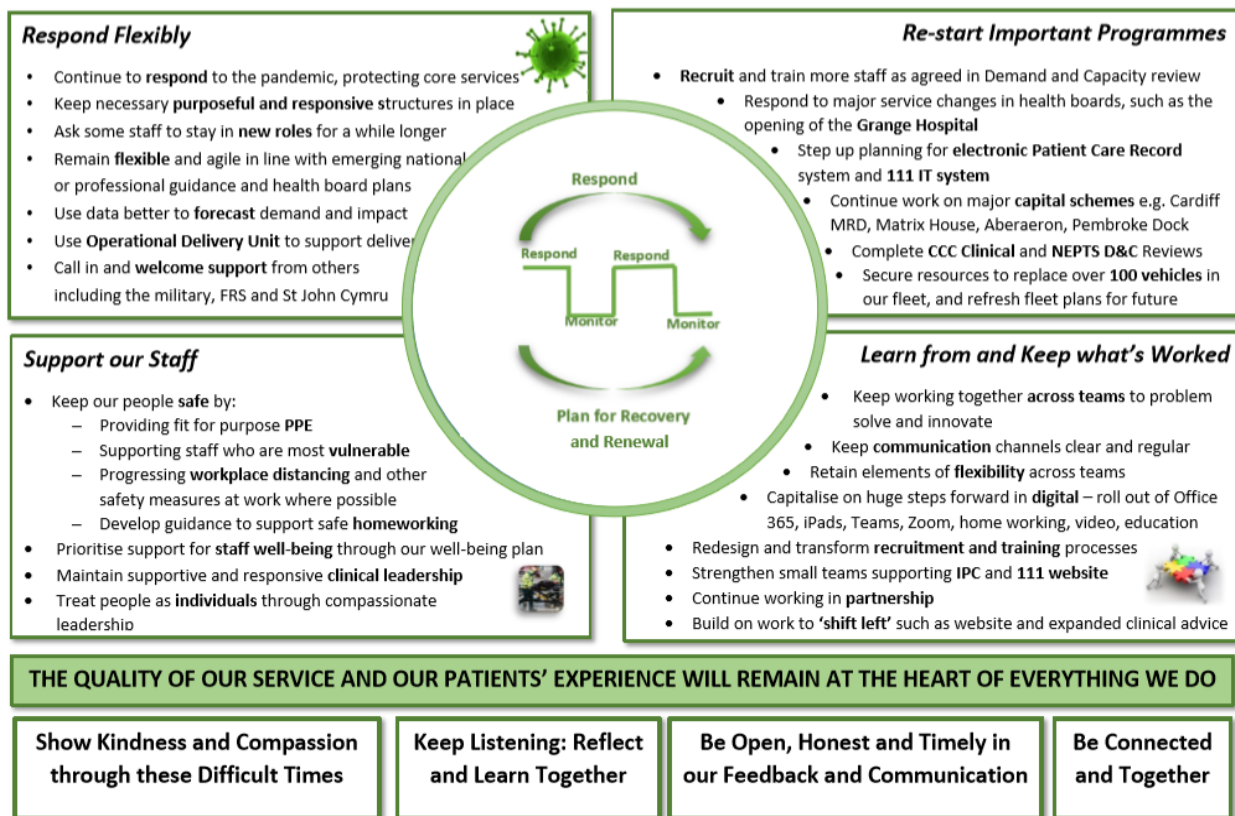 Respond Flexibly
• Continue to respond to the pandemic, protecting core services
• Keep necessary purposeful and responsive structures in place
• Ask some staff to stay in new roles for a while longer
• Remain flexible and agile in line with emerging national
or professional guidance and health board plans
• Use data better to forecast demand and impact
• Use Operational Delivery Unit to support
• Call in and welcome support from others
including the military, FRS and St John Cymru
Re-start Important Programmes
• Recruit and train more staff as agreed in Demand and Capacity review
• Respond to major service changes in health boards, such as the
opening of the Grange Hospital
• Step up planning for electronic Patient Care Record
system and 111 IT system
• Continue work on major capital schemes e.g. Cardiff
MRD, Matrix House, Aberaeron, Pembroke Dock
• Complete CCC Clinical and NEPTS D&C Reviews
• Secure resources to replace over 100 vehicles in
our fleet, and refresh fleet plans for future
Respond
Respond Respond
Monitor Monitor
Plan for Recovery
and Renewal
Support our Staff
• Keep our people safe by:
– Providing fit for purpose PPE
– Supporting staff who are most vulnerable
– Progressing workplace distancing and other
safety measures at work where possible
– Develop guidance to support safe homeworking
• Prioritise support for staff well-being through our well-being plan
• Maintain supportive and responsive clinical leadership
• Treat people as individuals through compassionate
leadership
Learn from and Keep what's Worked
• Keep working together across teams to problem
solve and innovate
• Keep communication channels clear and regular
• Retain elements of flexibility across teams
• Capitalise on huge steps forward in digital – roll out of Office
365, iPads, Teams, Zoom, home working, video, education
• Redesign and transform recruitment and training processes
• Strengthen small teams supporting IPC and 111 website
• Continue working in partnership
• Build on work to 'shift left' such as website and expanded clinical advice
THE QUALITY OF OUR SERVICE AND OUR PATIENTS' EXPERIENCE WILL REMAIN AT THE HEART OF EVERYTHING WE DO
Show Kindness and Compassion
through these Difficult Times
Keep Listening: Reflect
and Learn Together
Be Open, Honest and Timely in
our Feedback and Communication
Be Connected
and Together